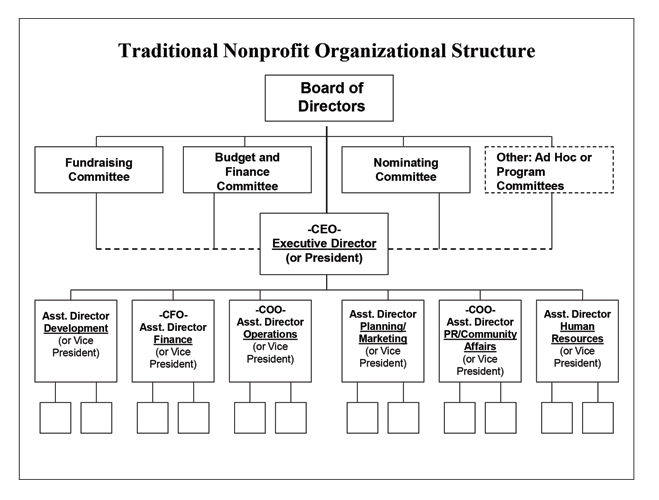 Traditional Nonprofit Organizational Structure
Board of
Directors
Fundraising
Committee
Budget and
Finance
Committee
Nominating
Committee
Other: Ad Hoc or
Program
Committees
-CEO-
Executive Director
(or President)
Asst. Director
Development
(or Vice
President)
-CFO-
Asst. Director
Finance
(or Vice
President)
-COO-
Asst. Director
Operations
(or Vice
President)
Asst. Director
Planning/
Marketing
(or Vice
President)
-COO-
Asst. Director
PR/Community
Affairs
(or Vice
President)
Asst. Director
Human
Resources
(or Vice
President)